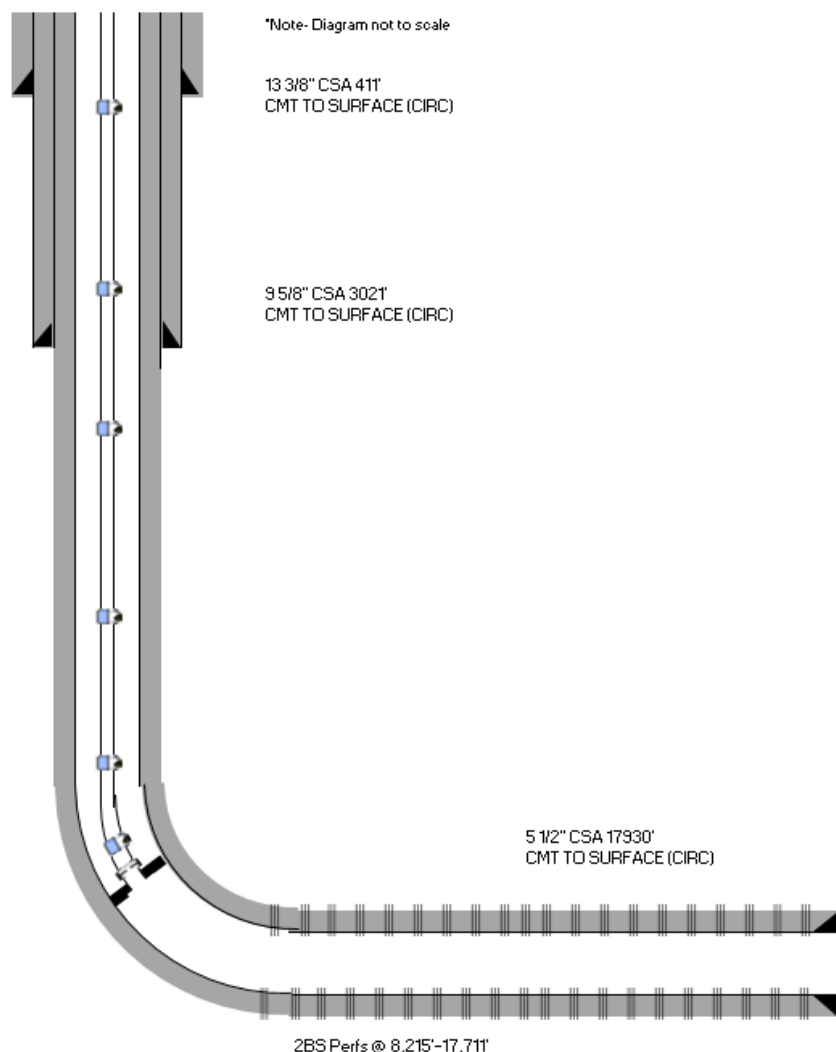 "Note- Diagram not to scale
13 3/8" CSA 411'
CMT TO SURFACE (CIRC)
9 5/8" CSA 3021'
CMT TO SURFACE (CIRC)
5 1/2" CSA 17930'
CMT TO SURFACE (CIRC)
2BS Perfs @ 8,215'-17,711'